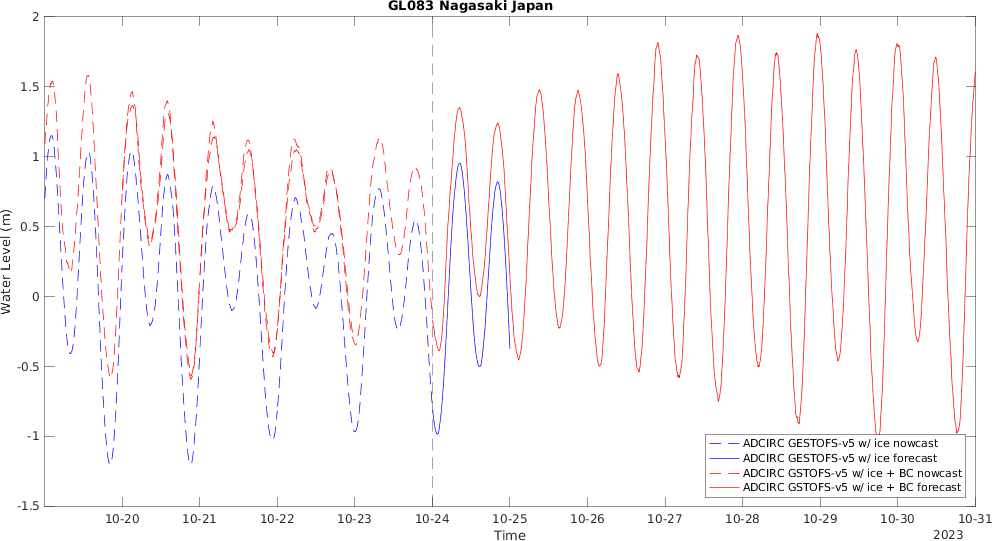 GL083 Nagasaki Japan
2
1.5
1
0.5
0
-0.5
-1
-1.5
Water Level (m)
ADCIRC GESTOFS-v5 w/ ice nowcast
ADCIRC GESTOFS-v5 w/ ice forecast
ADCIRC GSTOFS-v5 w/ ice + BC nowcast
ADCIRC GSTOFS-v5 w/ ice + BC forecast
10-20 10-21 10-22 10-23 10-24 10-25 10-26 10-27 10-28 10-29 10-30 10-31
Time
2023